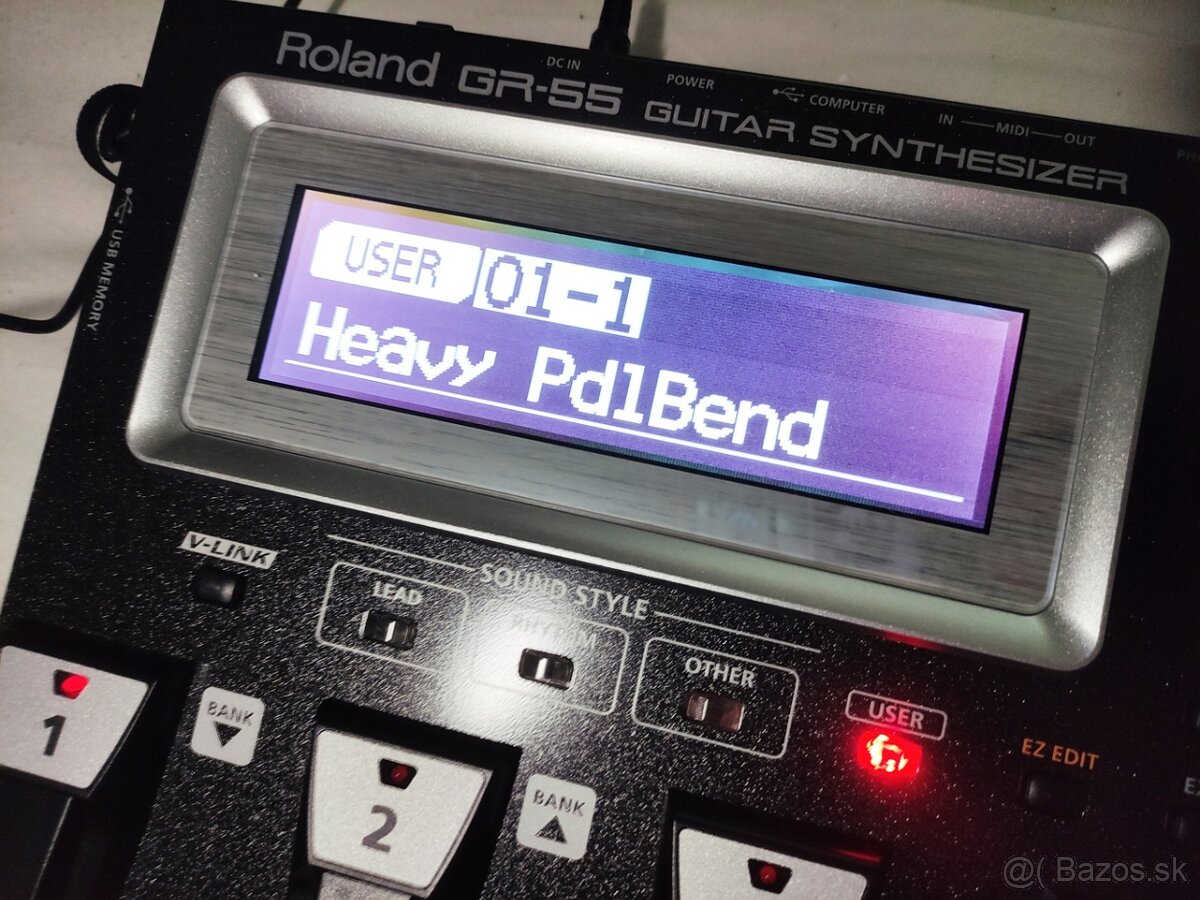 Roland GR-55 GUITAR SYNTHESIZER
DC IN
POWER
COMPUTER
IN MIDI OUT
USB MEMORY
USER 01-1
Heavy PdlBend
V-LINK
SOUND STYLE
LEAD
RHYTHM
OTHER
USER
EZ EDIT
1
BANK
2
BANK
@( Bazos.sk